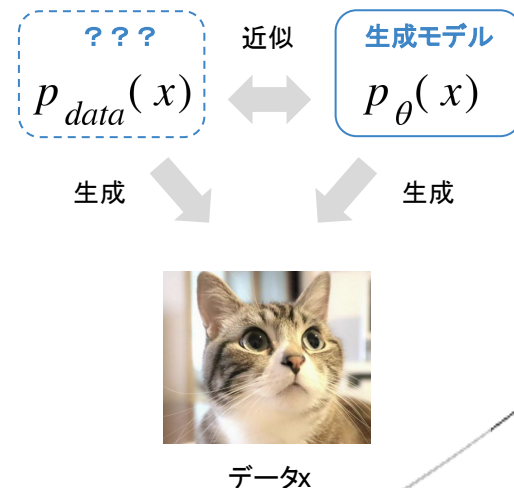 ？？？
近似
生成モデル
p_data(x)
p_θ(x)
生成
生成
データx